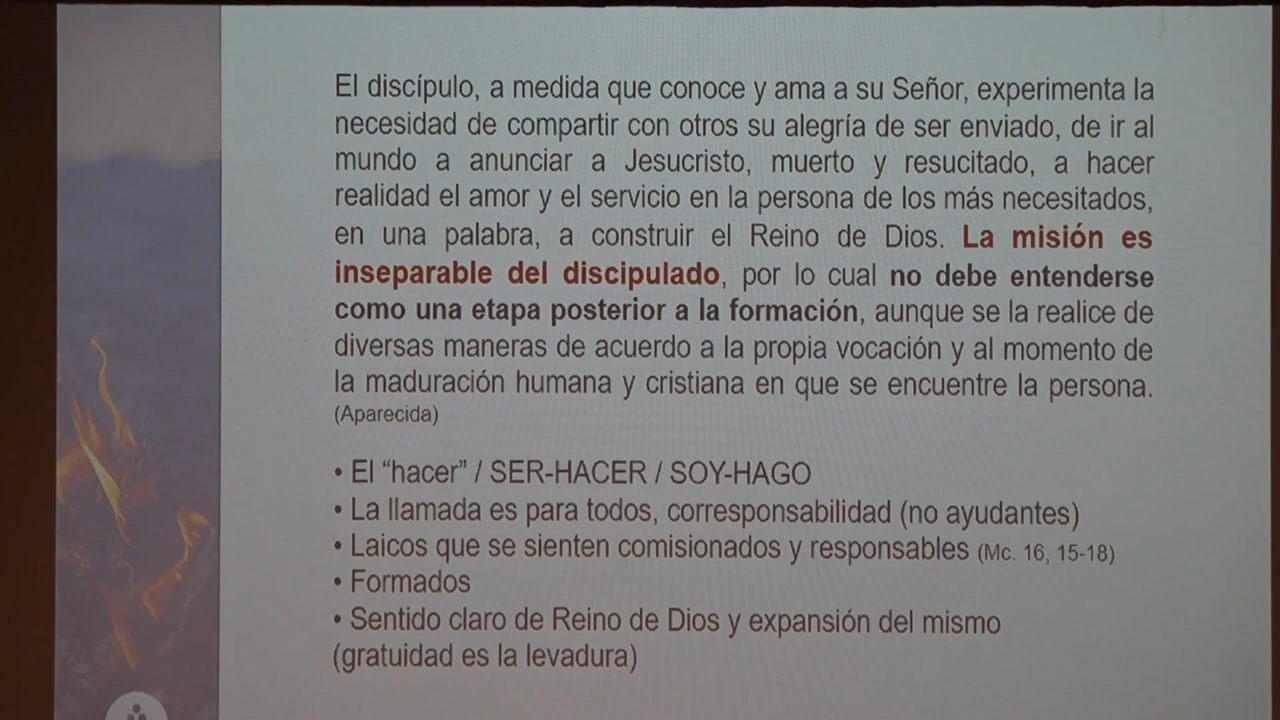 El discípulo, a medida que conoce y ama a su Señor, experimenta la
necesidad de compartir con otros su alegría de ser enviado, de ir al
mundo a anunciar a Jesucristo, muerto y resucitado, a hacer
realidad el amor y el servicio en la persona de los más necesitados,
en una palabra, a construir el Reino de Dios. La misión es
inseparable del discipulado, por lo cual no debe entenderse
como una etapa posterior a la formación, aunque se la realice de
diversas maneras de acuerdo a la propia vocación y al momento de
la maduración humana y cristiana en que se encuentre la persona.
(Aparecida)
• El “hacer” / SER-HACER / SOY-HAGO
• La llamada es para todos, corresponsabilidad (no ayudantes)
• Laicos que se sienten comisionados y responsables (Mc. 16, 15-18)
• Formados
• Sentido claro de Reino de Dios y expansión del mismo
(gratuidad es la levadura)